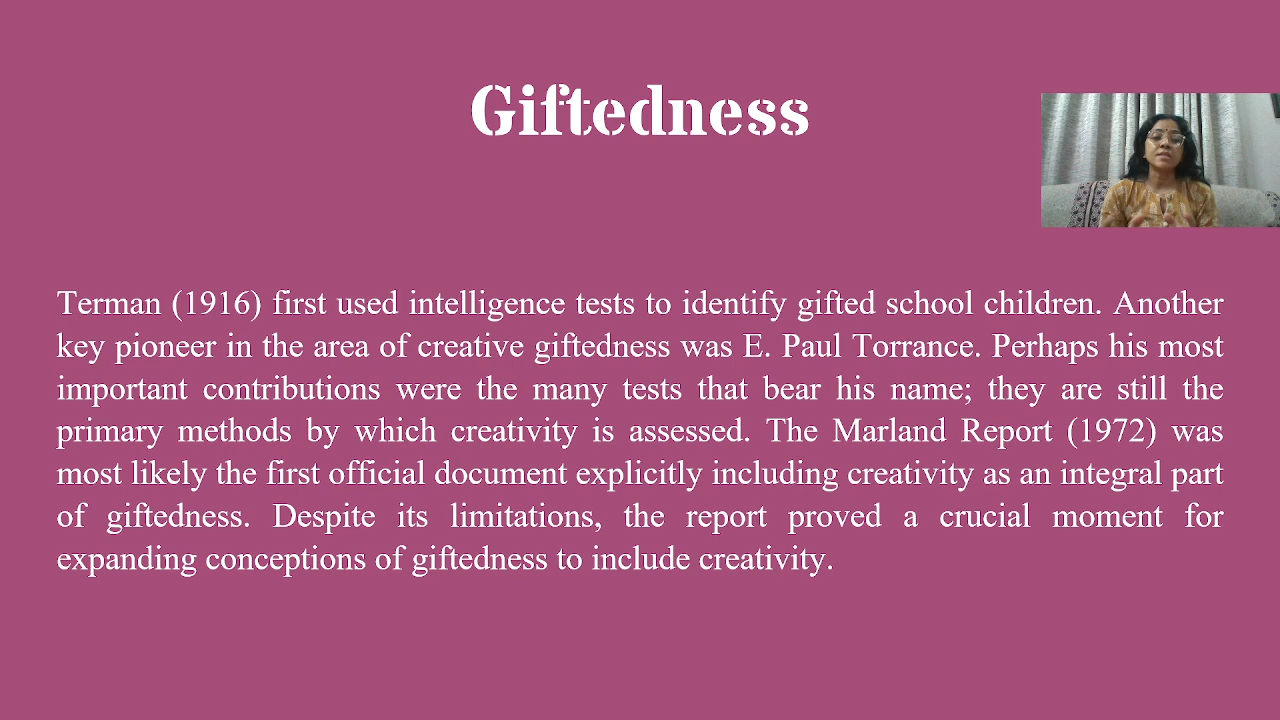 Giftedness
Terman (1916) first used intelligence tests to identify gifted school children. Another
key pioneer in the area of creative giftedness was E. Paul Torrance. Perhaps his most
important contributions were the many tests that bear his name; they are still the
primary methods by which creativity is assessed. The Marland Report (1972) was
most likely the first official document explicitly including creativity as an integral part
of giftedness. Despite its limitations, the report proved a crucial moment for
expanding conceptions of giftedness to include creativity.